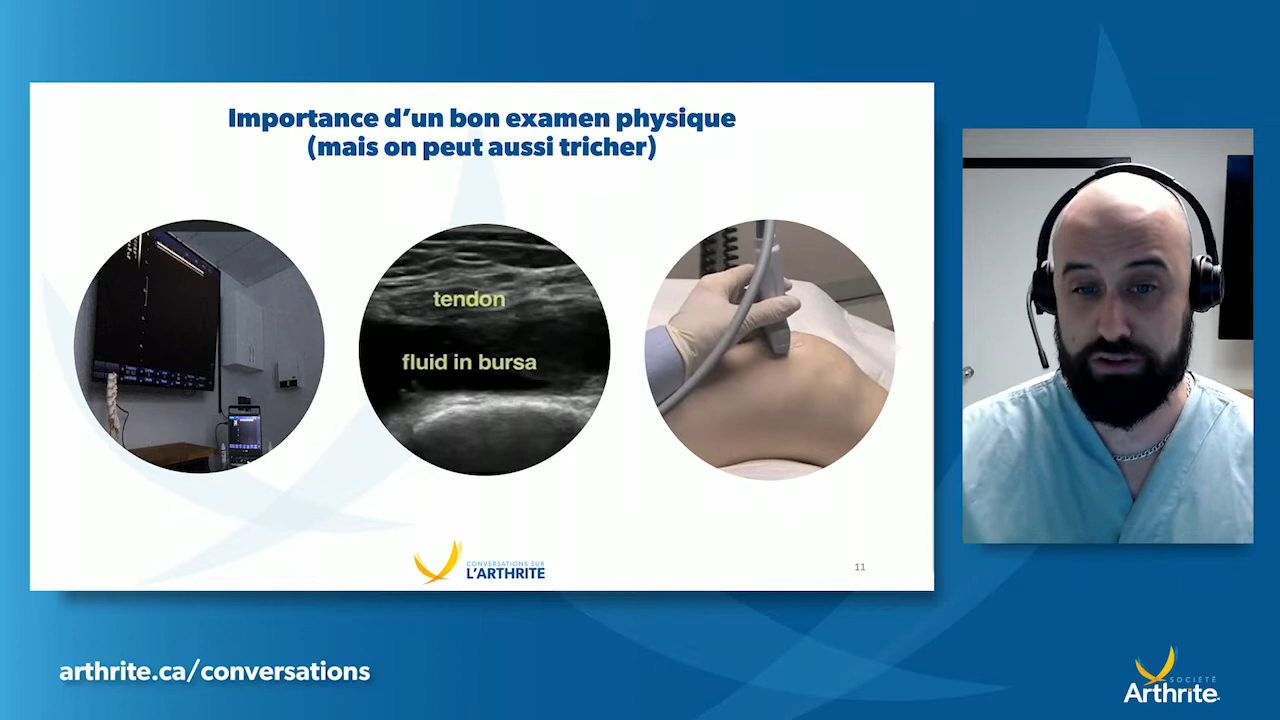 Importance d'un bon examen physique
(mais on peut aussi tricher)
tendon
fluid in bursa
CONVERSATIONS SUR
L'ARTHRITE
11
arthrite.ca/conversations
SOCIÉTÉ
Arthrite